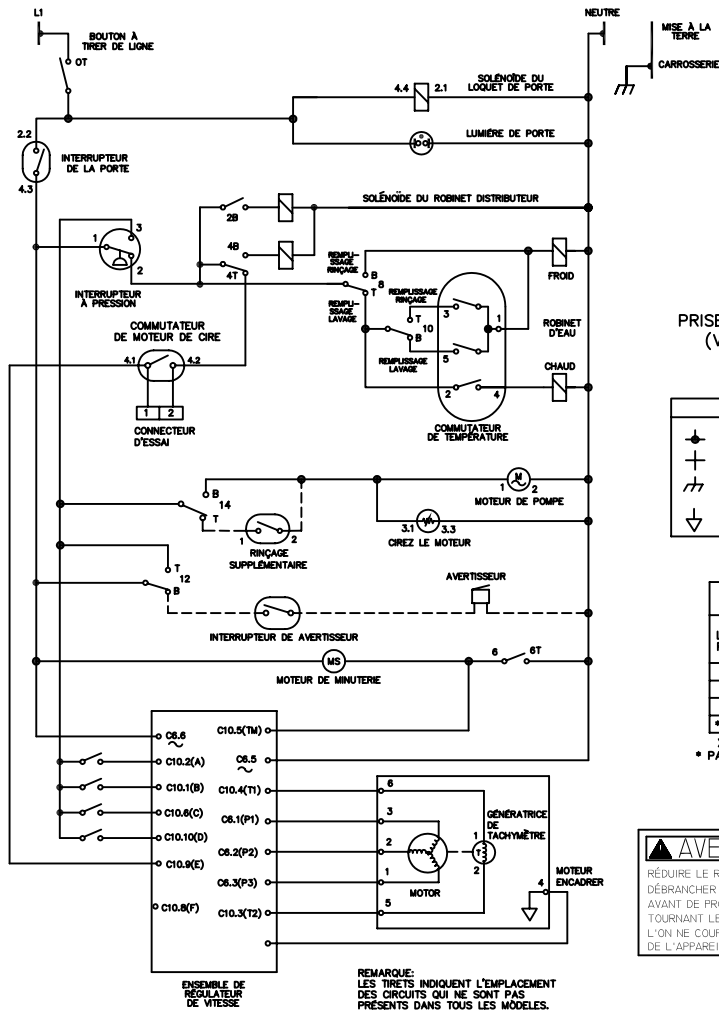 L1
BOUTON À
TIRER DE LIGNE
OT
NEUTRE
MISE À LA
TERRE
CARROSSERIE
SOLÉNOÏDE DU
LOQUET DE PORTE
4.4
2.1
LUMIÈRE DE PORTE
2.2
INTERRUPTEUR
DE LA PORTE
4.3
SOLÉNOÏDE DU ROBINET DISTRIBUTEUR
2B
4B
4T
1
3
2
INTERRUPTEUR
À PRESSION
REMPLI-
SSAGE
RINÇAGE
B
8
T
REMPLI-
SSAGE
LAVAGE
REMPLISSAGE
RINÇAGE
T
10
B
REMPLISSAGE
LAVAGE
3
1
5
2
4
COMMUTATEUR
DE TEMPÉRATURE
FROID
ROBINET
D'EAU
CHAUD
COMMUTATEUR
DE MOTEUR DE CIRE
4.1
4.2
1
2
CONNECTEUR
D'ESSAI
PRISE
(V
B
14
T
1
2
RINÇAGE
SUPPLÉMENTAIRE
M
1
2
MOTEUR DE POMPE
3.1
3.3
CIREZ LE MOTEUR
T
12
B
AVERTISSEUR
INTERRUPTEUR DE AVERTISSEUR
MS
MOTEUR DE MINUTERIE
6
6T
* PA
C6.6
C10.2(A)
C10.1(B)
C10.6(C)
C10.10(D)
C10.9(E)
C10.8(F)
C10.5(TM)
C6.5
C10.4(T1)
C6.1(P1)
C6.2(P2)
C6.3(P3)
C10.3(T2)
ENSEMBLE DE
RÉGULATEUR
DE VITESSE
6
3
2
1
5
MOTOR
GÉNÉRATRICE
DE
TACHYMÈTRE
1
T
2
4
MOTEUR
ENCADRER
REMARQUE:
LES TIRETS INDIQUENT L'EMPLACEMENT
DES CIRCUITS QUI NE SONT PAS
PRÉSENTS DANS TOUS LES MODELES.
AVE
RÉDUIRE LE R
DÉBRANCHER
AVANT DE PRO
TOURNANT LE
L'ON NE COUP
DE L'APPAREI